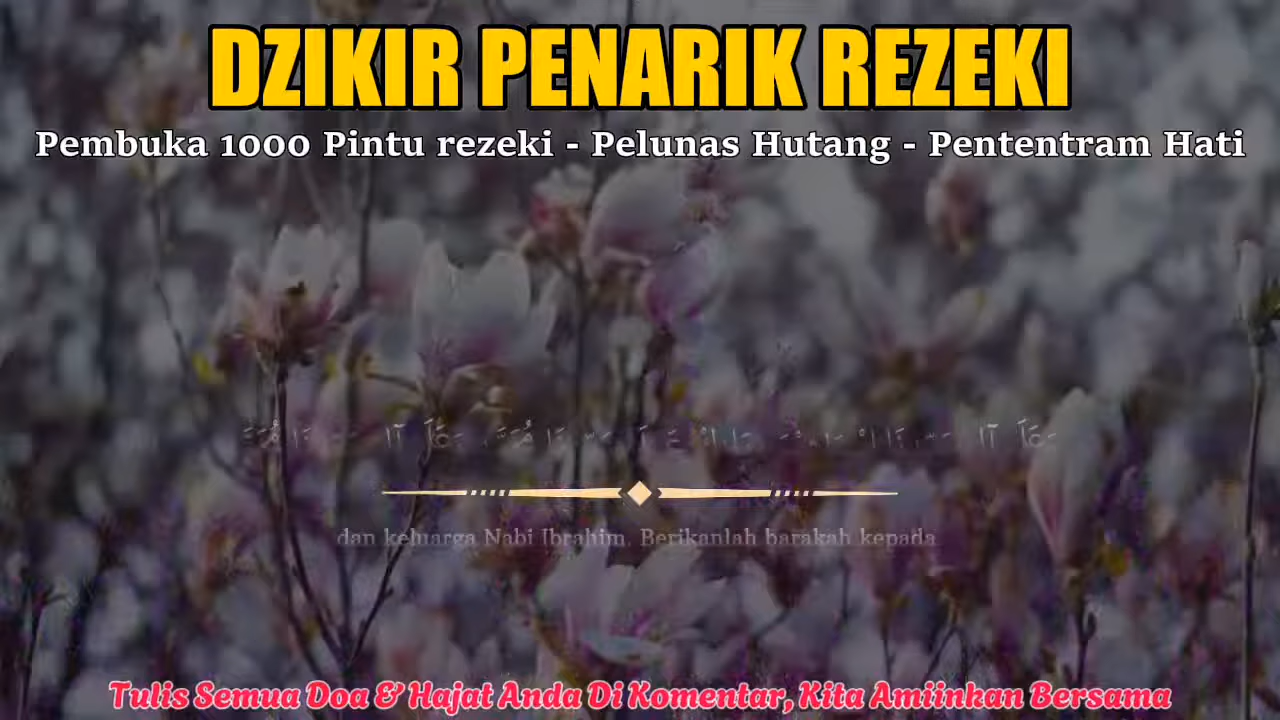 DZIKIR PENARIK REZEKI
Pembuka 1000 Pintu rezeki - Pelunas Hutang - Pententram Hati
dan keluarga Nabi Ibrahim. Berikanlah barakah kepada
Tulis Semua Doa & Hajat Anda Di Komentar, Kita Amiinkan Bersama